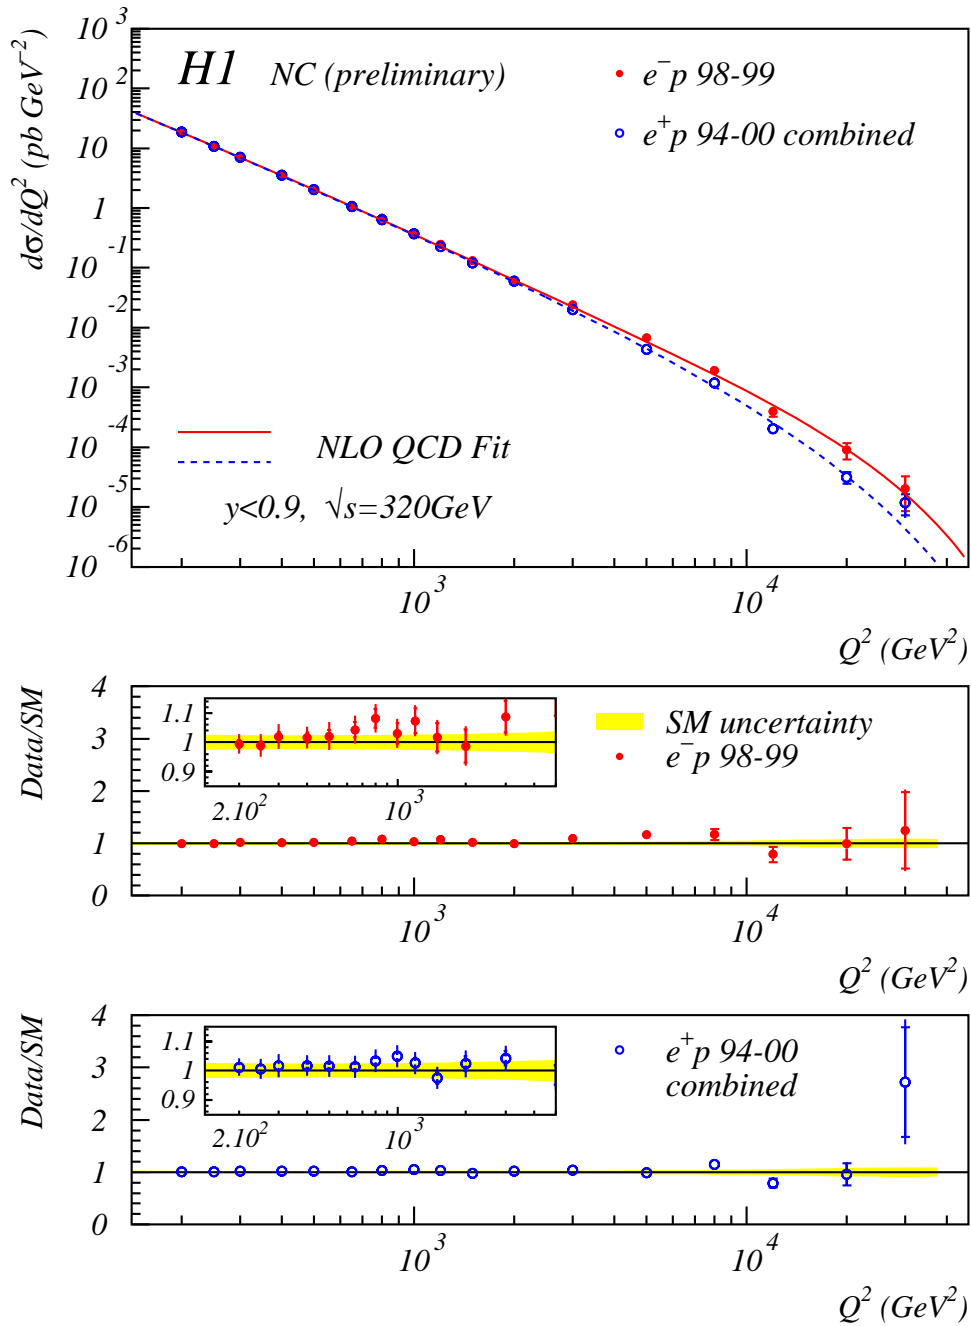 H1 NC (preliminary)
e⁻p 98-99
e⁺p 94-00 combined
dσ/dQ² (pb GeV⁻²)
10³
10²
10
1
10⁻¹
10⁻²
10⁻³
10⁻⁴
10⁻⁵
10⁻⁶
NLO QCD Fit
y<0.9, √s=320GeV
10³ 10⁴
Q² (GeV²)
Data/SM
4
3
2
1
0
1.1
1
0.9
2.10² 10³
SM uncertainty
e⁻p 98-99
10³ 10⁴
Q² (GeV²)
Data/SM
4
3
2
1
0
1.1
1
0.9
2.10² 10³
e⁺p 94-00
combined
10³ 10⁴
Q² (GeV²)